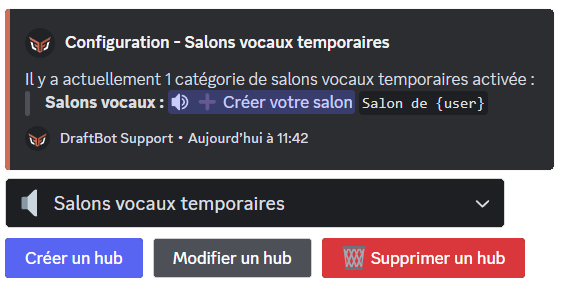 Configuration - Salons vocaux temporaires
Il y a actuellement 1 catégorie de salons vocaux temporaires activée :
Salons vocaux : Créer votre salon Salon de {user}
DraftBot Support • Aujourd'hui à 11:42
Salons vocaux temporaires
Créer un hub Modifier un hub Supprimer un hub